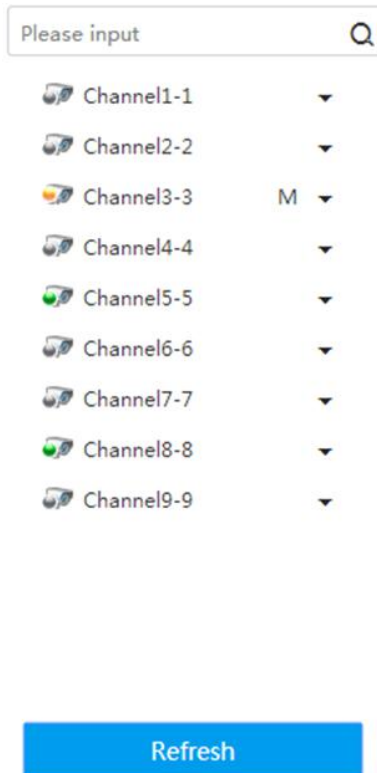 Please input
Channel1-1
Channel2-2
Channel3-3 M
Channel4-4
Channel5-5
Channel6-6
Channel7-7
Channel8-8
Channel9-9
Refresh